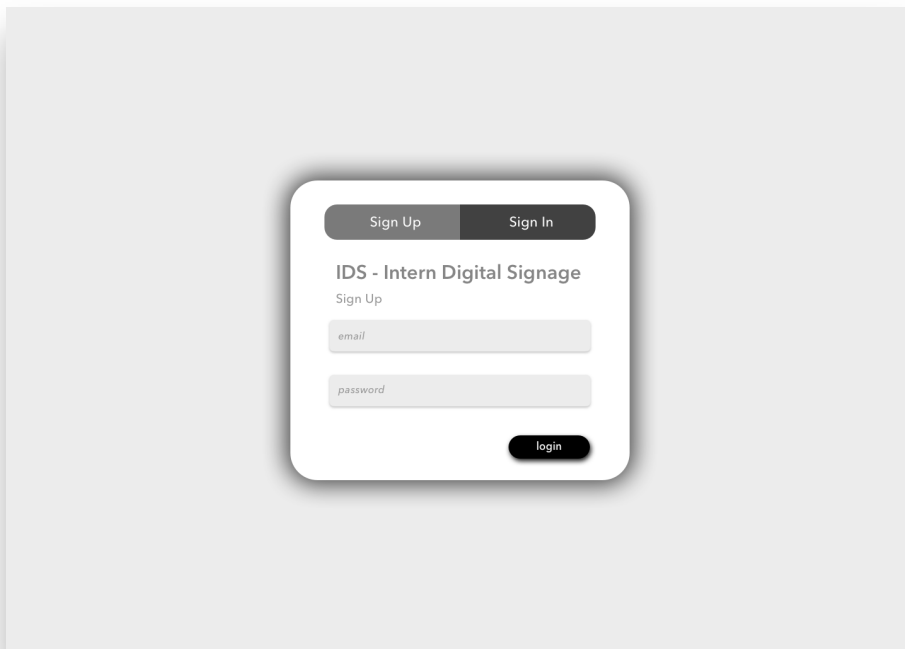 Sign Up Sign In
IDS - Intern Digital Signage
Sign Up
email
password
login